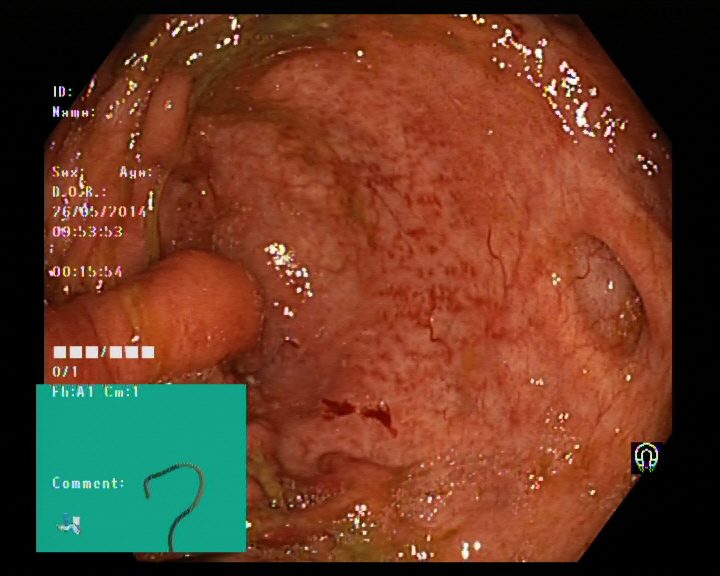 ID:
Name:
Sex: Age:
D.O.B.:
26/05/2014
09:53:53
00:15:54
■■■/■■■
0/1
Eh:A1 Cm:1
Comment: